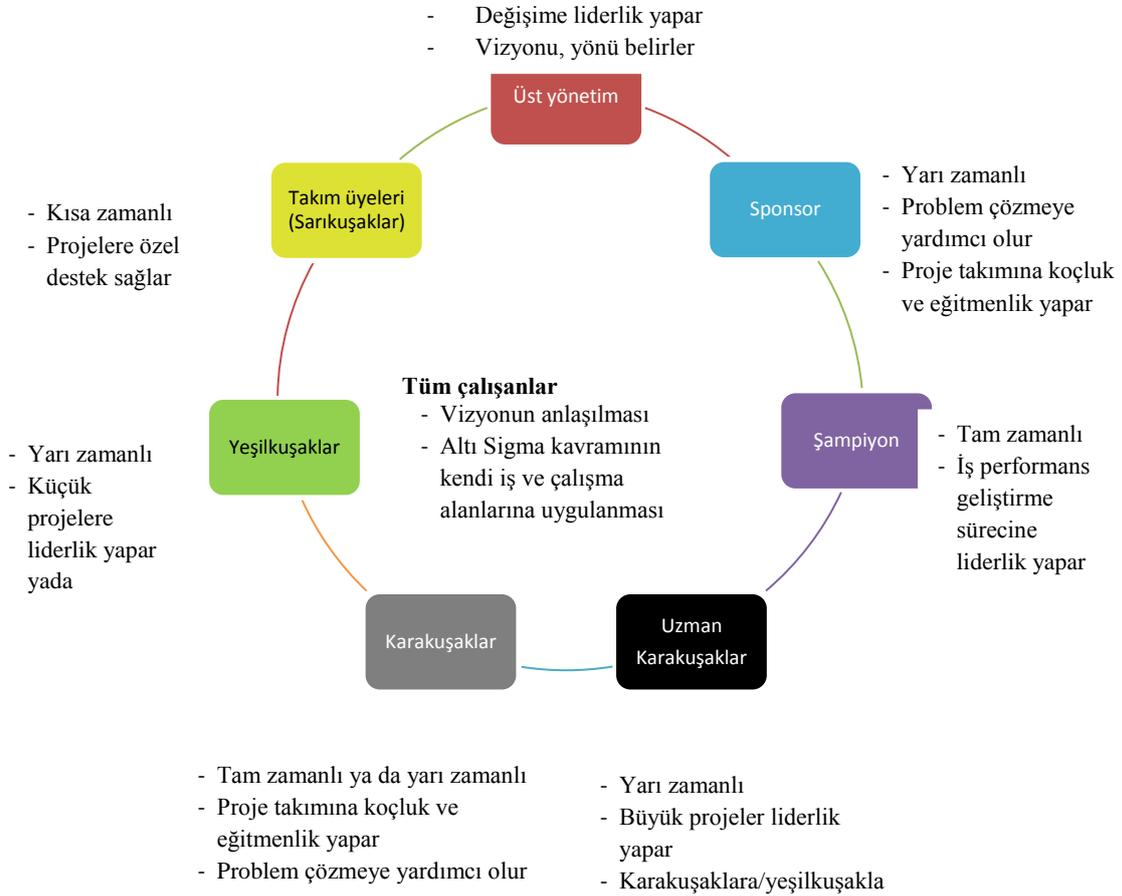 - Değişime liderlik yapar
- Vizyonu, yönü belirler
Üst yönetim
Sponsor
- Yarı zamanlı
- Problem çözmeye
yardımcı olur
- Proje takımına koçluk
ve eğitmenlik yapar
Şampiyon
- Tam zamanlı
- İş performans
geliştirme
sürecine
liderlik yapar
Uzman
Karakuşaklar
- Yarı zamanlı
- Büyük projeler liderlik
yapar
- Karakuşaklara/yeşilkuşakla
Karakuşaklar
- Tam zamanlı ya da yarı zamanlı
- Proje takımına koçluk ve
eğitmenlik yapar
- Problem çözmeye yardımcı olur
Yeşilkuşaklar
- Yarı zamanlı
- Küçük
projelere
liderlik yapar
yada
Takım üyeleri
(Sarıkuşaklar)
- Kısa zamanlı
- Projelere özel
destek sağlar
Tüm çalışanlar
- Vizyonun anlaşılması
- Altı Sigma kavramının
kendi iş ve çalışma
alanlarına uygulanması